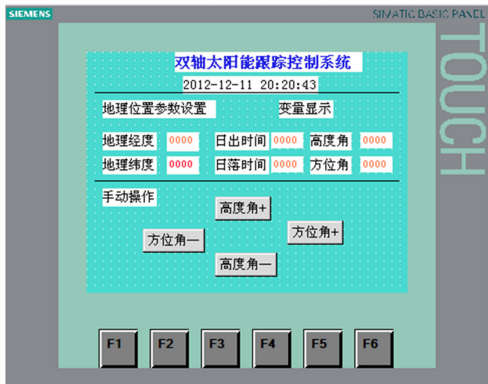 SIEMENS
SIMATIC BASIC PANEL
TOUCH
双轴太阳能跟踪控制系统
2012-12-11 20:20:43
地理位置参数设置 变量显示
地理经度 0000 日出时间 0000 高度角 0000
地理纬度 0000 日落时间 0000 方位角 0000
手动操作
高度角+
方位角— 方位角+
高度角—
F1 F2 F3 F4 F5 F6